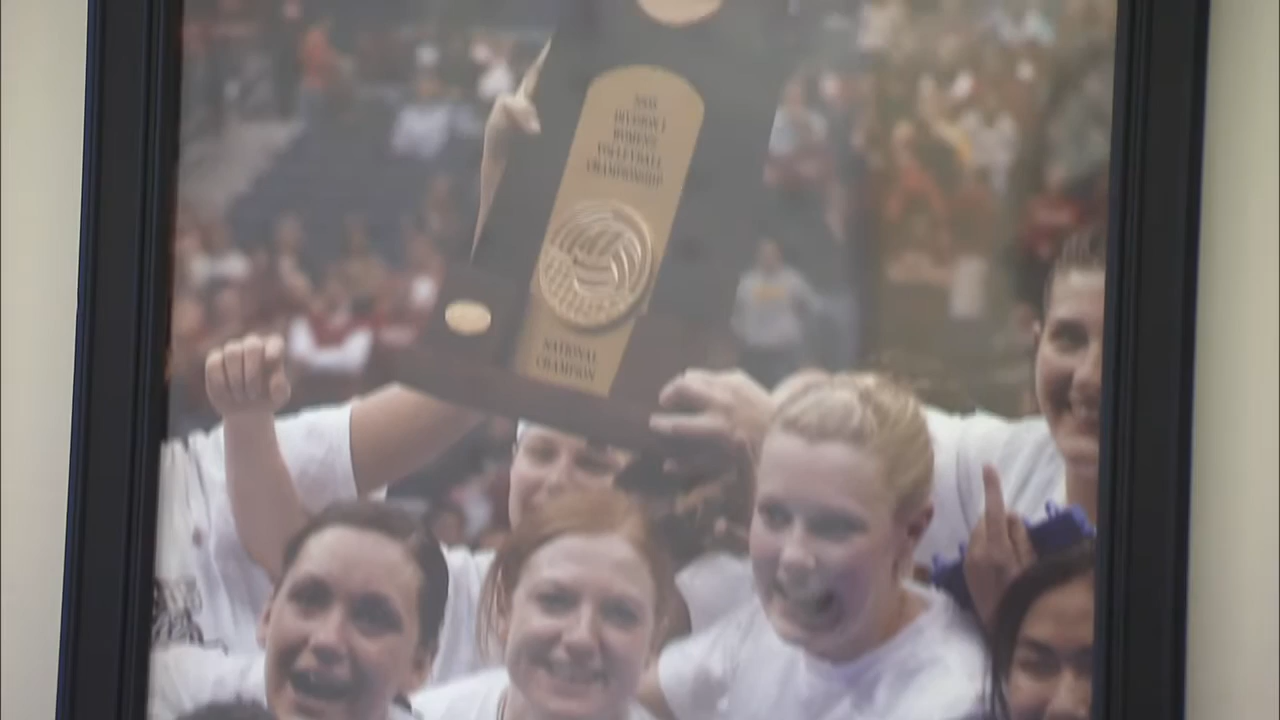 DIVISION I
WOMEN'S
VOLLEYBALL
CHAMPIONSHIP
NATIONAL
CHAMPION